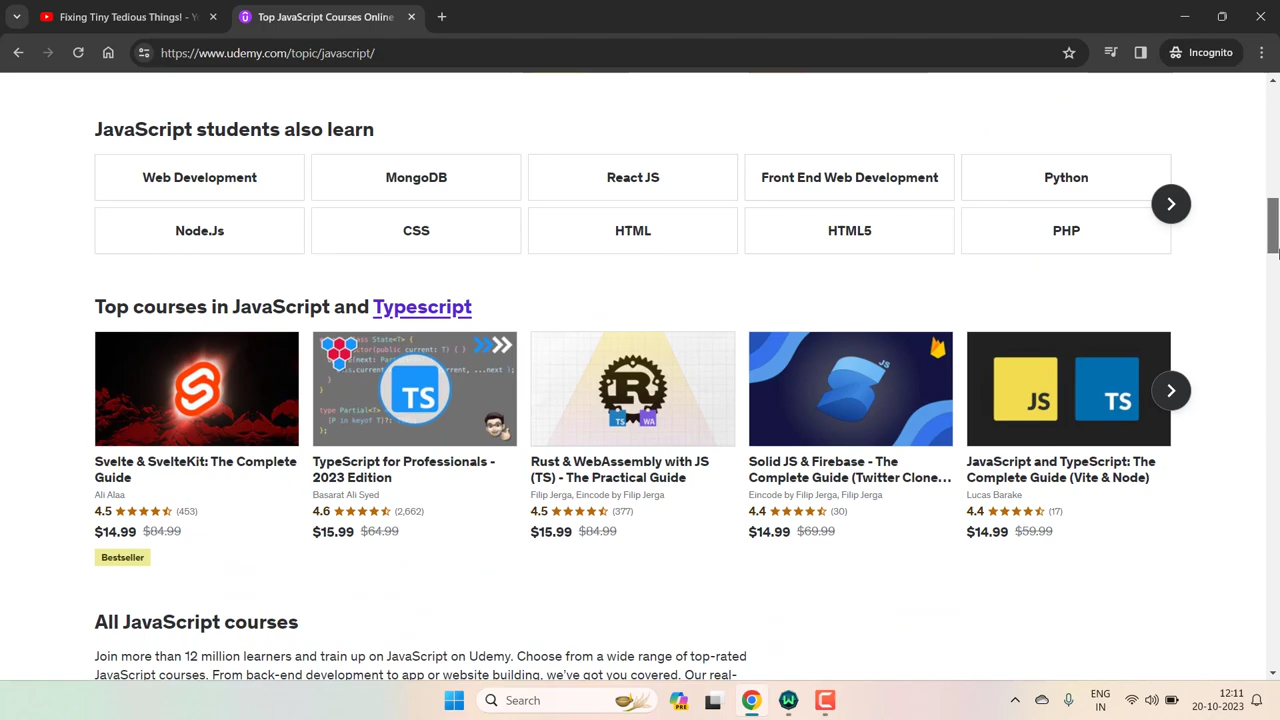 Fixing Tiny Tedious Things! - Yo
Top JavaScript Courses Online
https://www.udemy.com/topic/javascript/
Incognito
JavaScript students also learn
Web Development
MongoDB
React JS
Front End Web Development
Python
Node.Js
CSS
HTML
HTML5
PHP
Top courses in JavaScript and Typescript
Svelte & SvelteKit: The Complete
Guide
Ali Alaa
4.5 (453)
$14.99 $84.99
Bestseller
TS
TypeScript for Professionals -
2023 Edition
Basarat Ali Syed
4.6 (2,662)
$15.99 $64.99
R
TS WA
Rust & WebAssembly with JS
(TS) - The Practical Guide
Filip Jerga, Eincode by Filip Jerga
4.5 (377)
$15.99 $84.99
JS
Solid JS & Firebase - The
Complete Guide (Twitter Clone...
Eincode by Filip Jerga, Filip Jerga
4.4 (30)
$14.99 $69.99
JS TS
JavaScript and TypeScript: The
Complete Guide (Vite & Node)
Lucas Barake
4.4 (17)
$14.99 $59.99
All JavaScript courses
Join more than 12 million learners and train up on JavaScript on Udemy. Choose from a wide range of top-rated
JavaScript courses. From back-end development to app or website building, we've got you covered. Our real-
Search
PRE
ENG
IN
12:11
20-10-2023